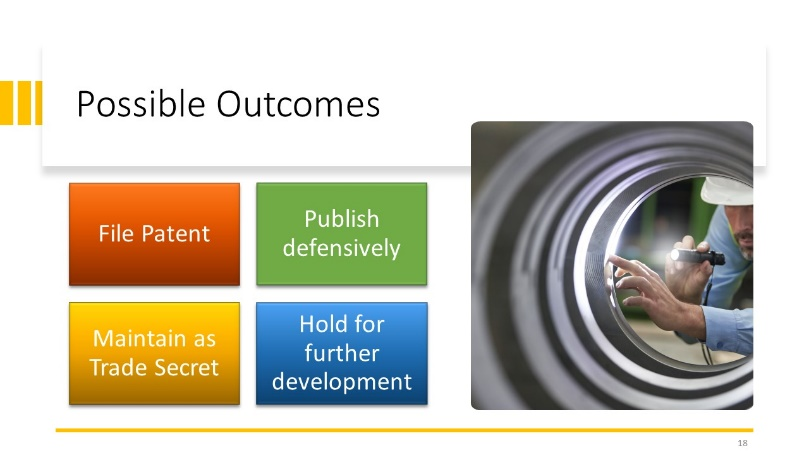 Possible Outcomes
File Patent
Publish
defensively
Maintain as
Trade Secret
Hold for
further
development
18